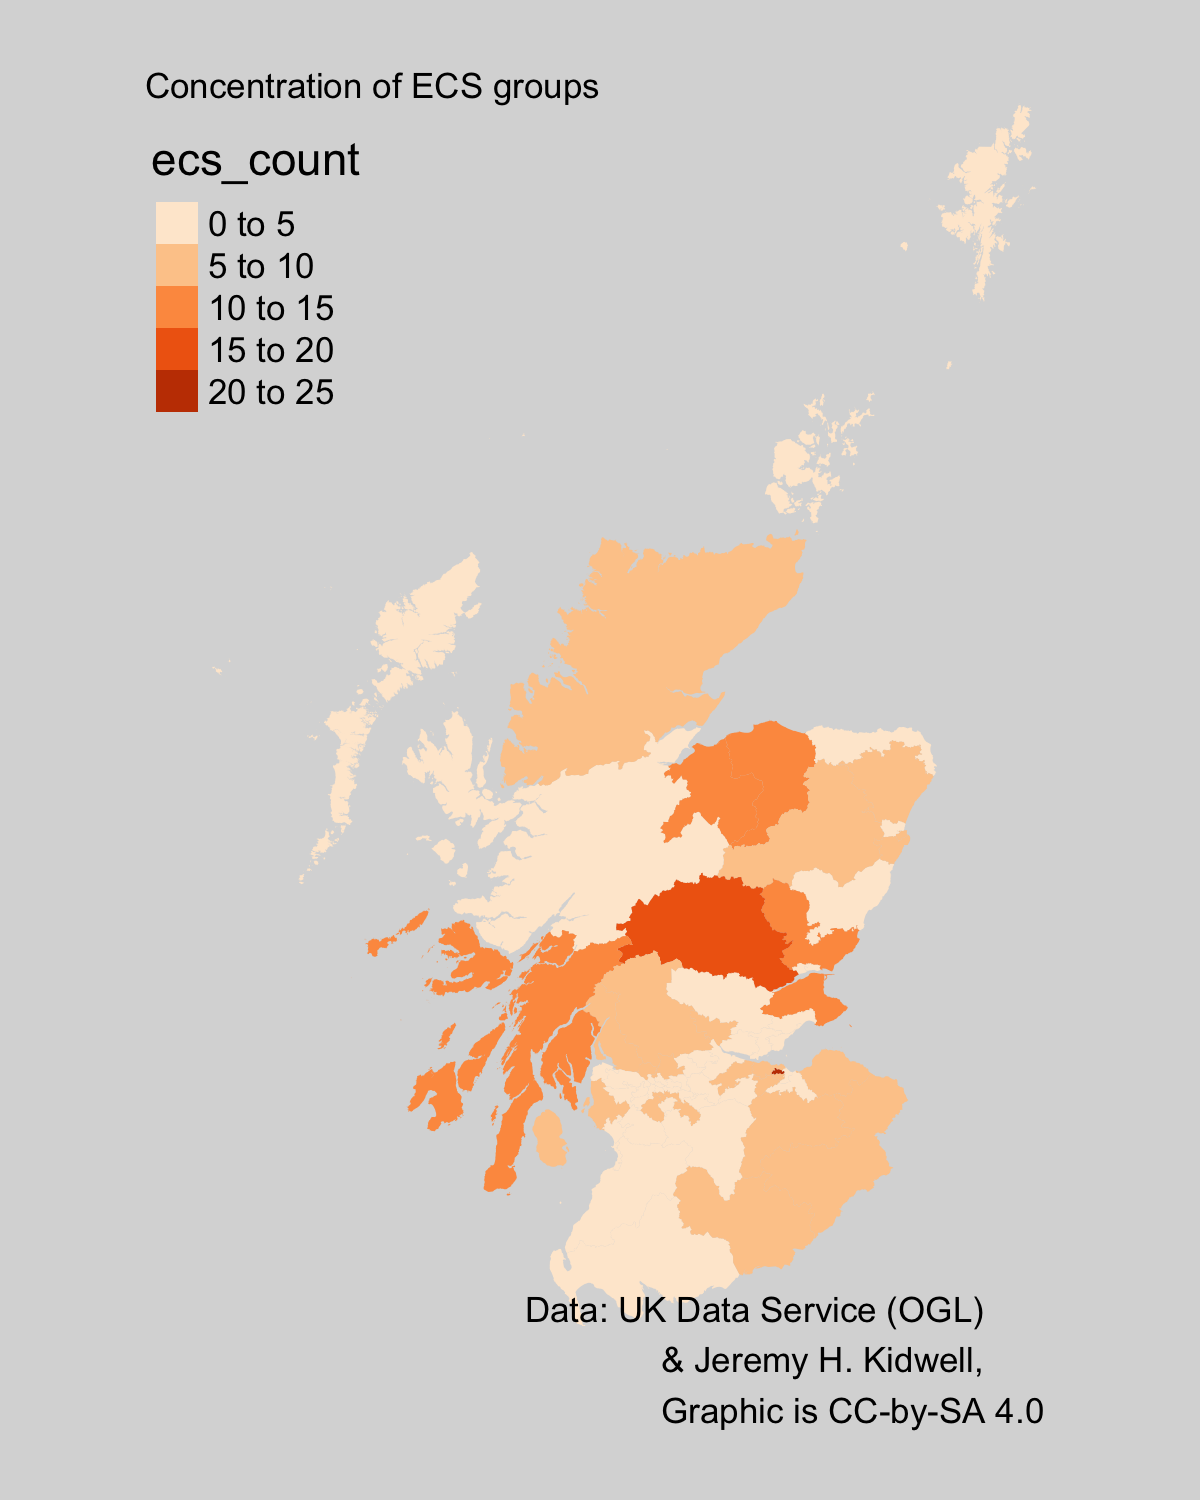 Concentration of ECS groups
ecs_count
0 to 5
5 to 10
10 to 15
15 to 20
20 to 25
Data: UK Data Service (OGL)
& Jeremy H. Kidwell,
Graphic is CC-by-SA 4.0